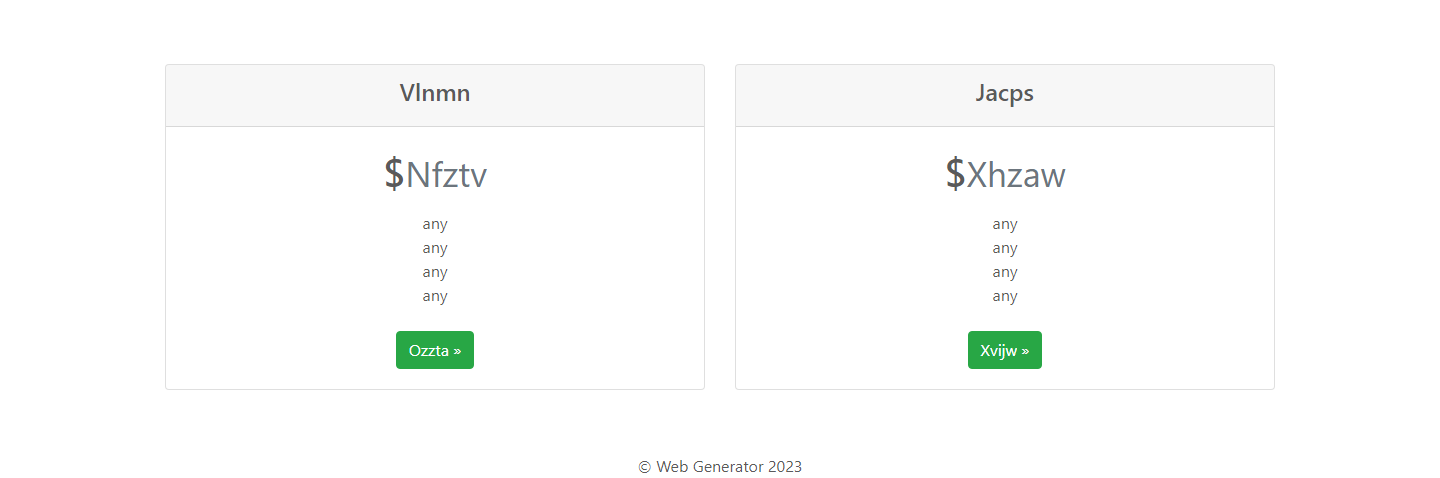 Vlnmn
$Nfztv
any
any
any
any
Ozzta »
Jacps
$Xhzaw
any
any
any
any
Xvijw »
© Web Generator 2023